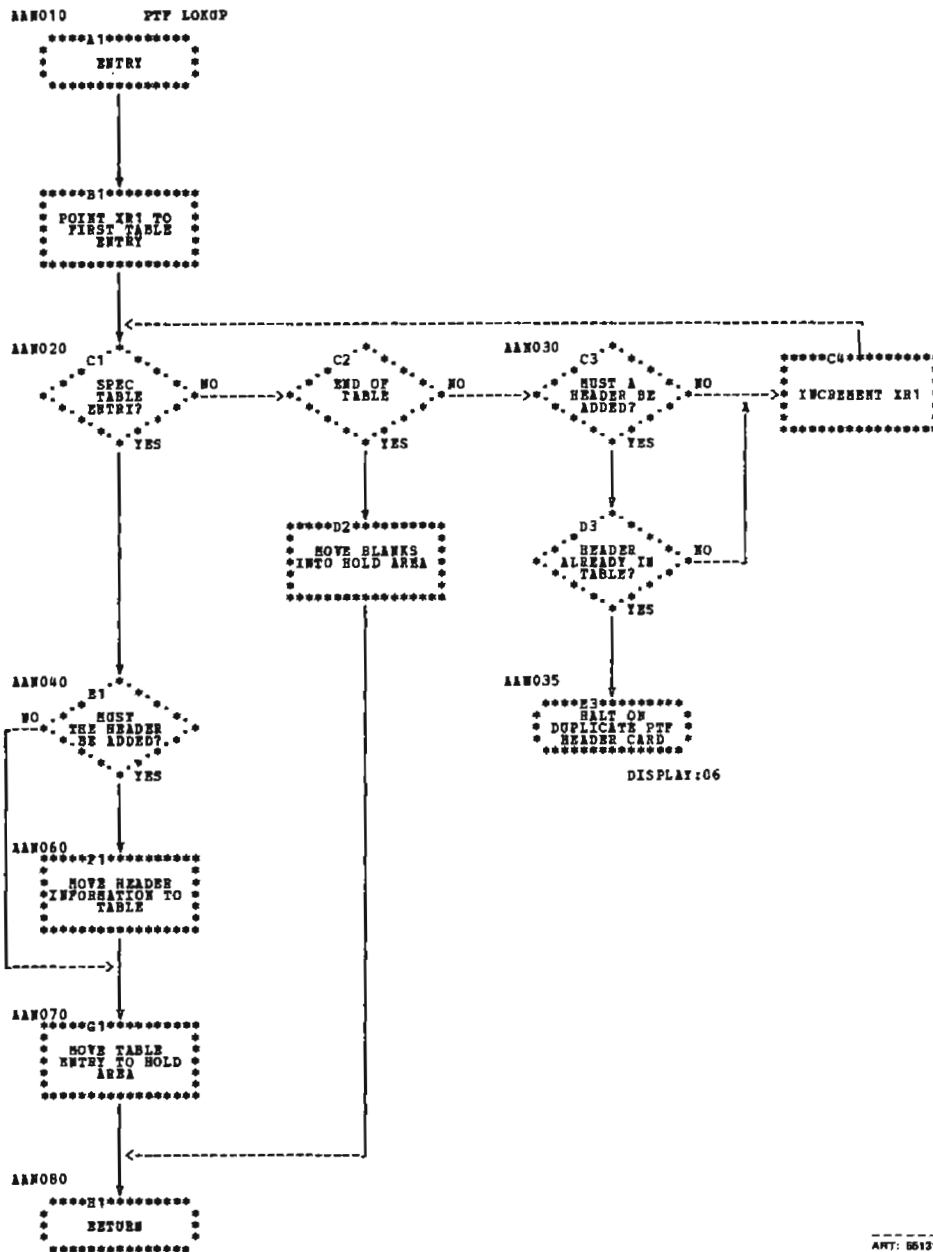 AAN010 PTF LOKUP
A1
ENTRY
B1
POINT XR1 TO
FIRST TABLE
ENTRY
AAN020
C1
SPEC
TABLE
ENTRY?
NO
YES
C2
END OF
TABLE
NO
YES
AAN030
C3
MUST A
HEADER BE
ADDED?
NO
YES
C4
INCREMENT XR1
D2
MOVE BLANKS
INTO HOLD AREA
D3
HEADER
ALREADY IN
TABLE?
NO
YES
AAN035
E3
HALT ON
DUPLICATE PTF
HEADER CARD
DISPLAY:06
AAN040
E1
MUST
THE HEADER
BE ADDED?
NO
YES
AAN060
F1
MOVE HEADER
INFORMATION TO
TABLE
AAN070
G1
MOVE TABLE
ENTRY TO HOLD
AREA
AAN080
H1
RETURN
ART: